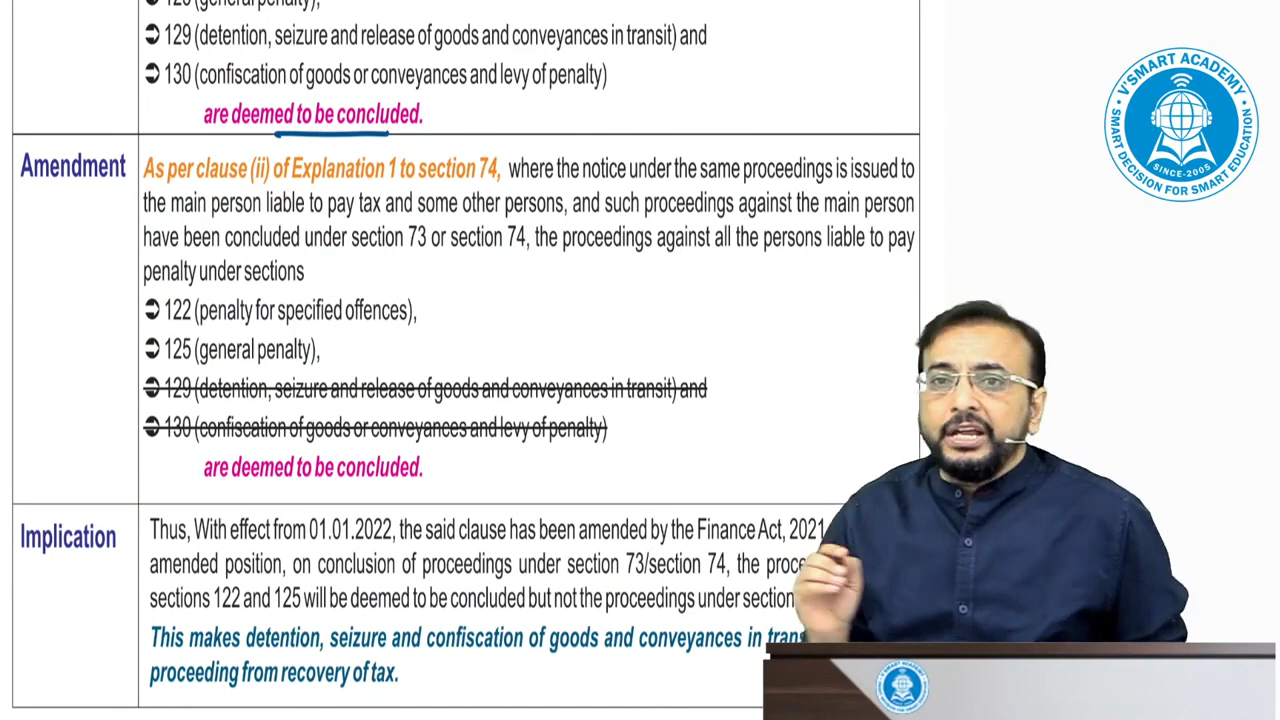 129 (detention, seizure and release of goods and conveyances in transit) and
130 (confiscation of goods or conveyances and levy of penalty)
are deemed to be concluded.
Amendment
As per clause (ii) of Explanation 1 to section 74, where the notice under the same proceedings is issued to
the main person liable to pay tax and some other persons, and such proceedings against the main person
have been concluded under section 73 or section 74, the proceedings against all the persons liable to pay
penalty under sections
122 (penalty for specified offences),
125 (general penalty),
129 (detention, seizure and release of goods and conveyances in transit) and
130 (confiscation of goods or conveyances and levy of penalty)
are deemed to be concluded.
Implication
Thus, With effect from 01.01.2022, the said clause has been amended by the Finance Act, 2021
amended position, on conclusion of proceedings under section 73/section 74, the
sections 122 and 125 will be deemed to be concluded but not the proceedings under
This makes detention, seizure and confiscation of goods and conveyances in
proceeding from recovery of tax.
V'SMART ACADEMY
SMART DECISION FOR SMART EDUCATION
SINCE-2005